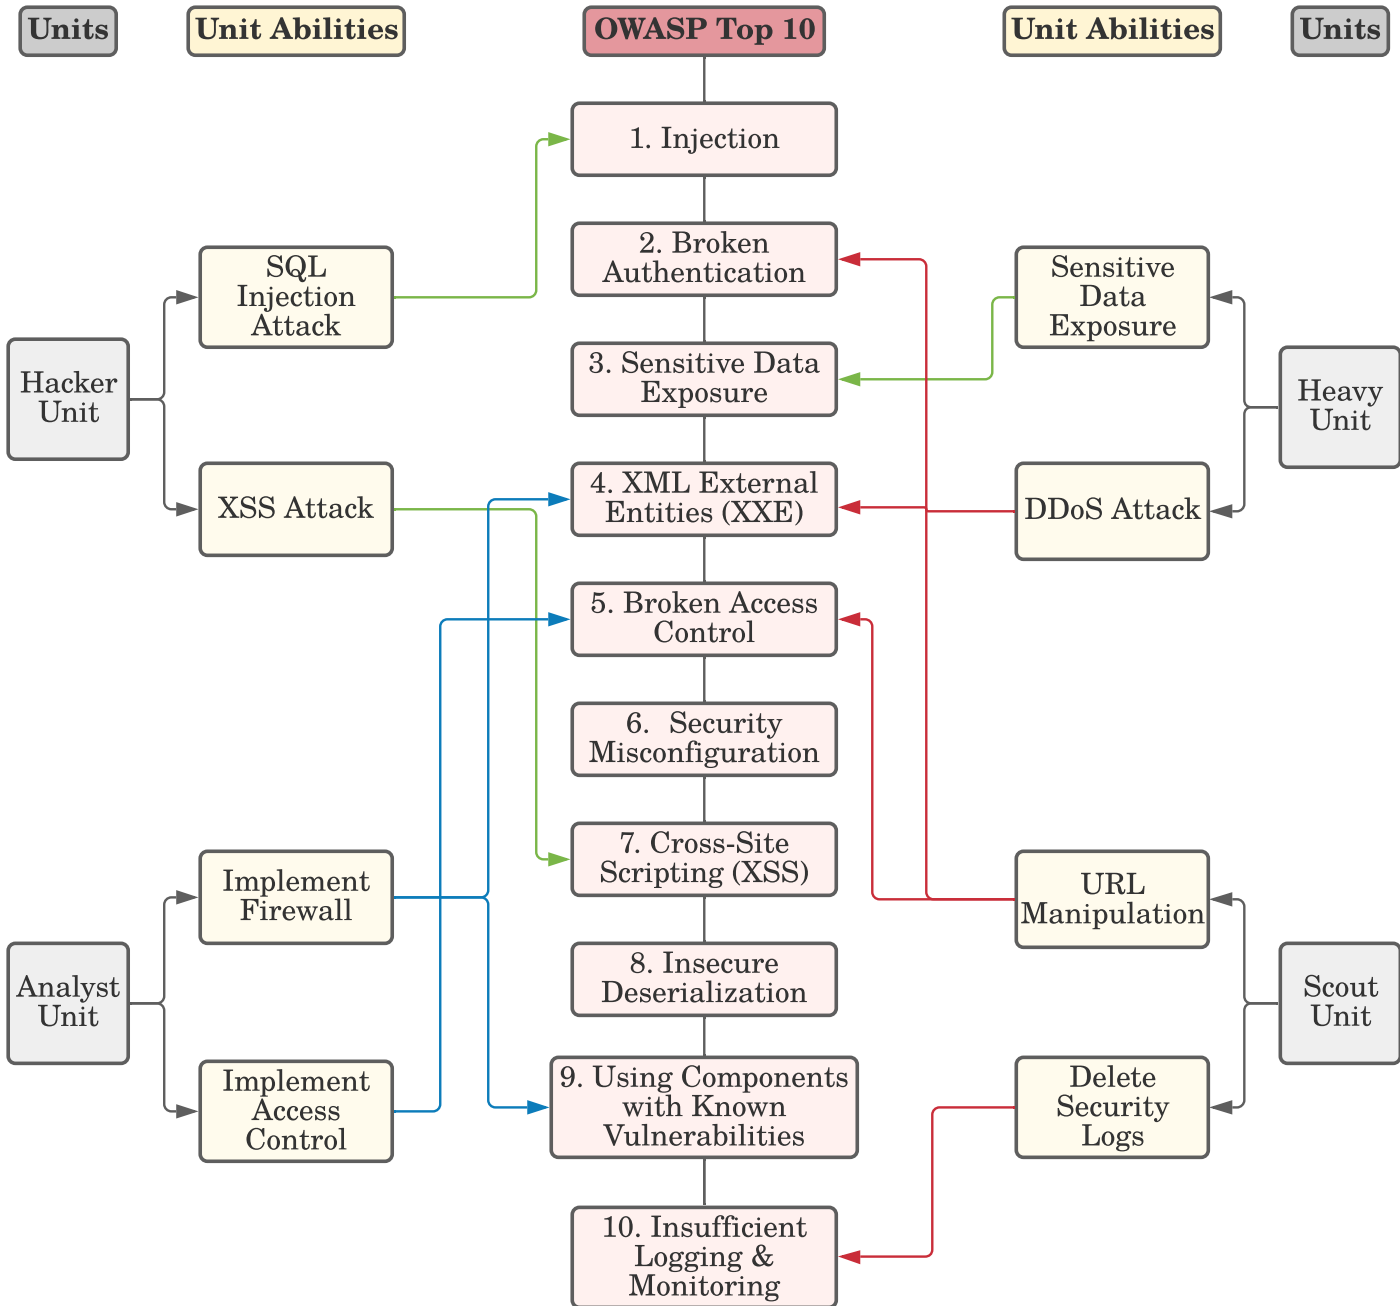 Units
Unit Abilities
OWASP Top 10
Unit Abilities
Units
1. Injection
2. Broken
Authentication
SQL
Injection
Attack
Sensitive
Data
Exposure
3. Sensitive Data
Exposure
Hacker
Unit
Heavy
Unit
4. XML External
Entities (XXE)
XSS Attack
DDoS Attack
5. Broken Access
Control
6. Security
Misconfiguration
7. Cross-Site
Scripting (XSS)
Implement
Firewall
URL
Manipulation
8. Insecure
Deserialization
Analyst
Unit
Scout
Unit
Implement
Access
Control
9. Using Components
with Known
Vulnerabilities
Delete
Security
Logs
10. Insufficient
Logging &
Monitoring